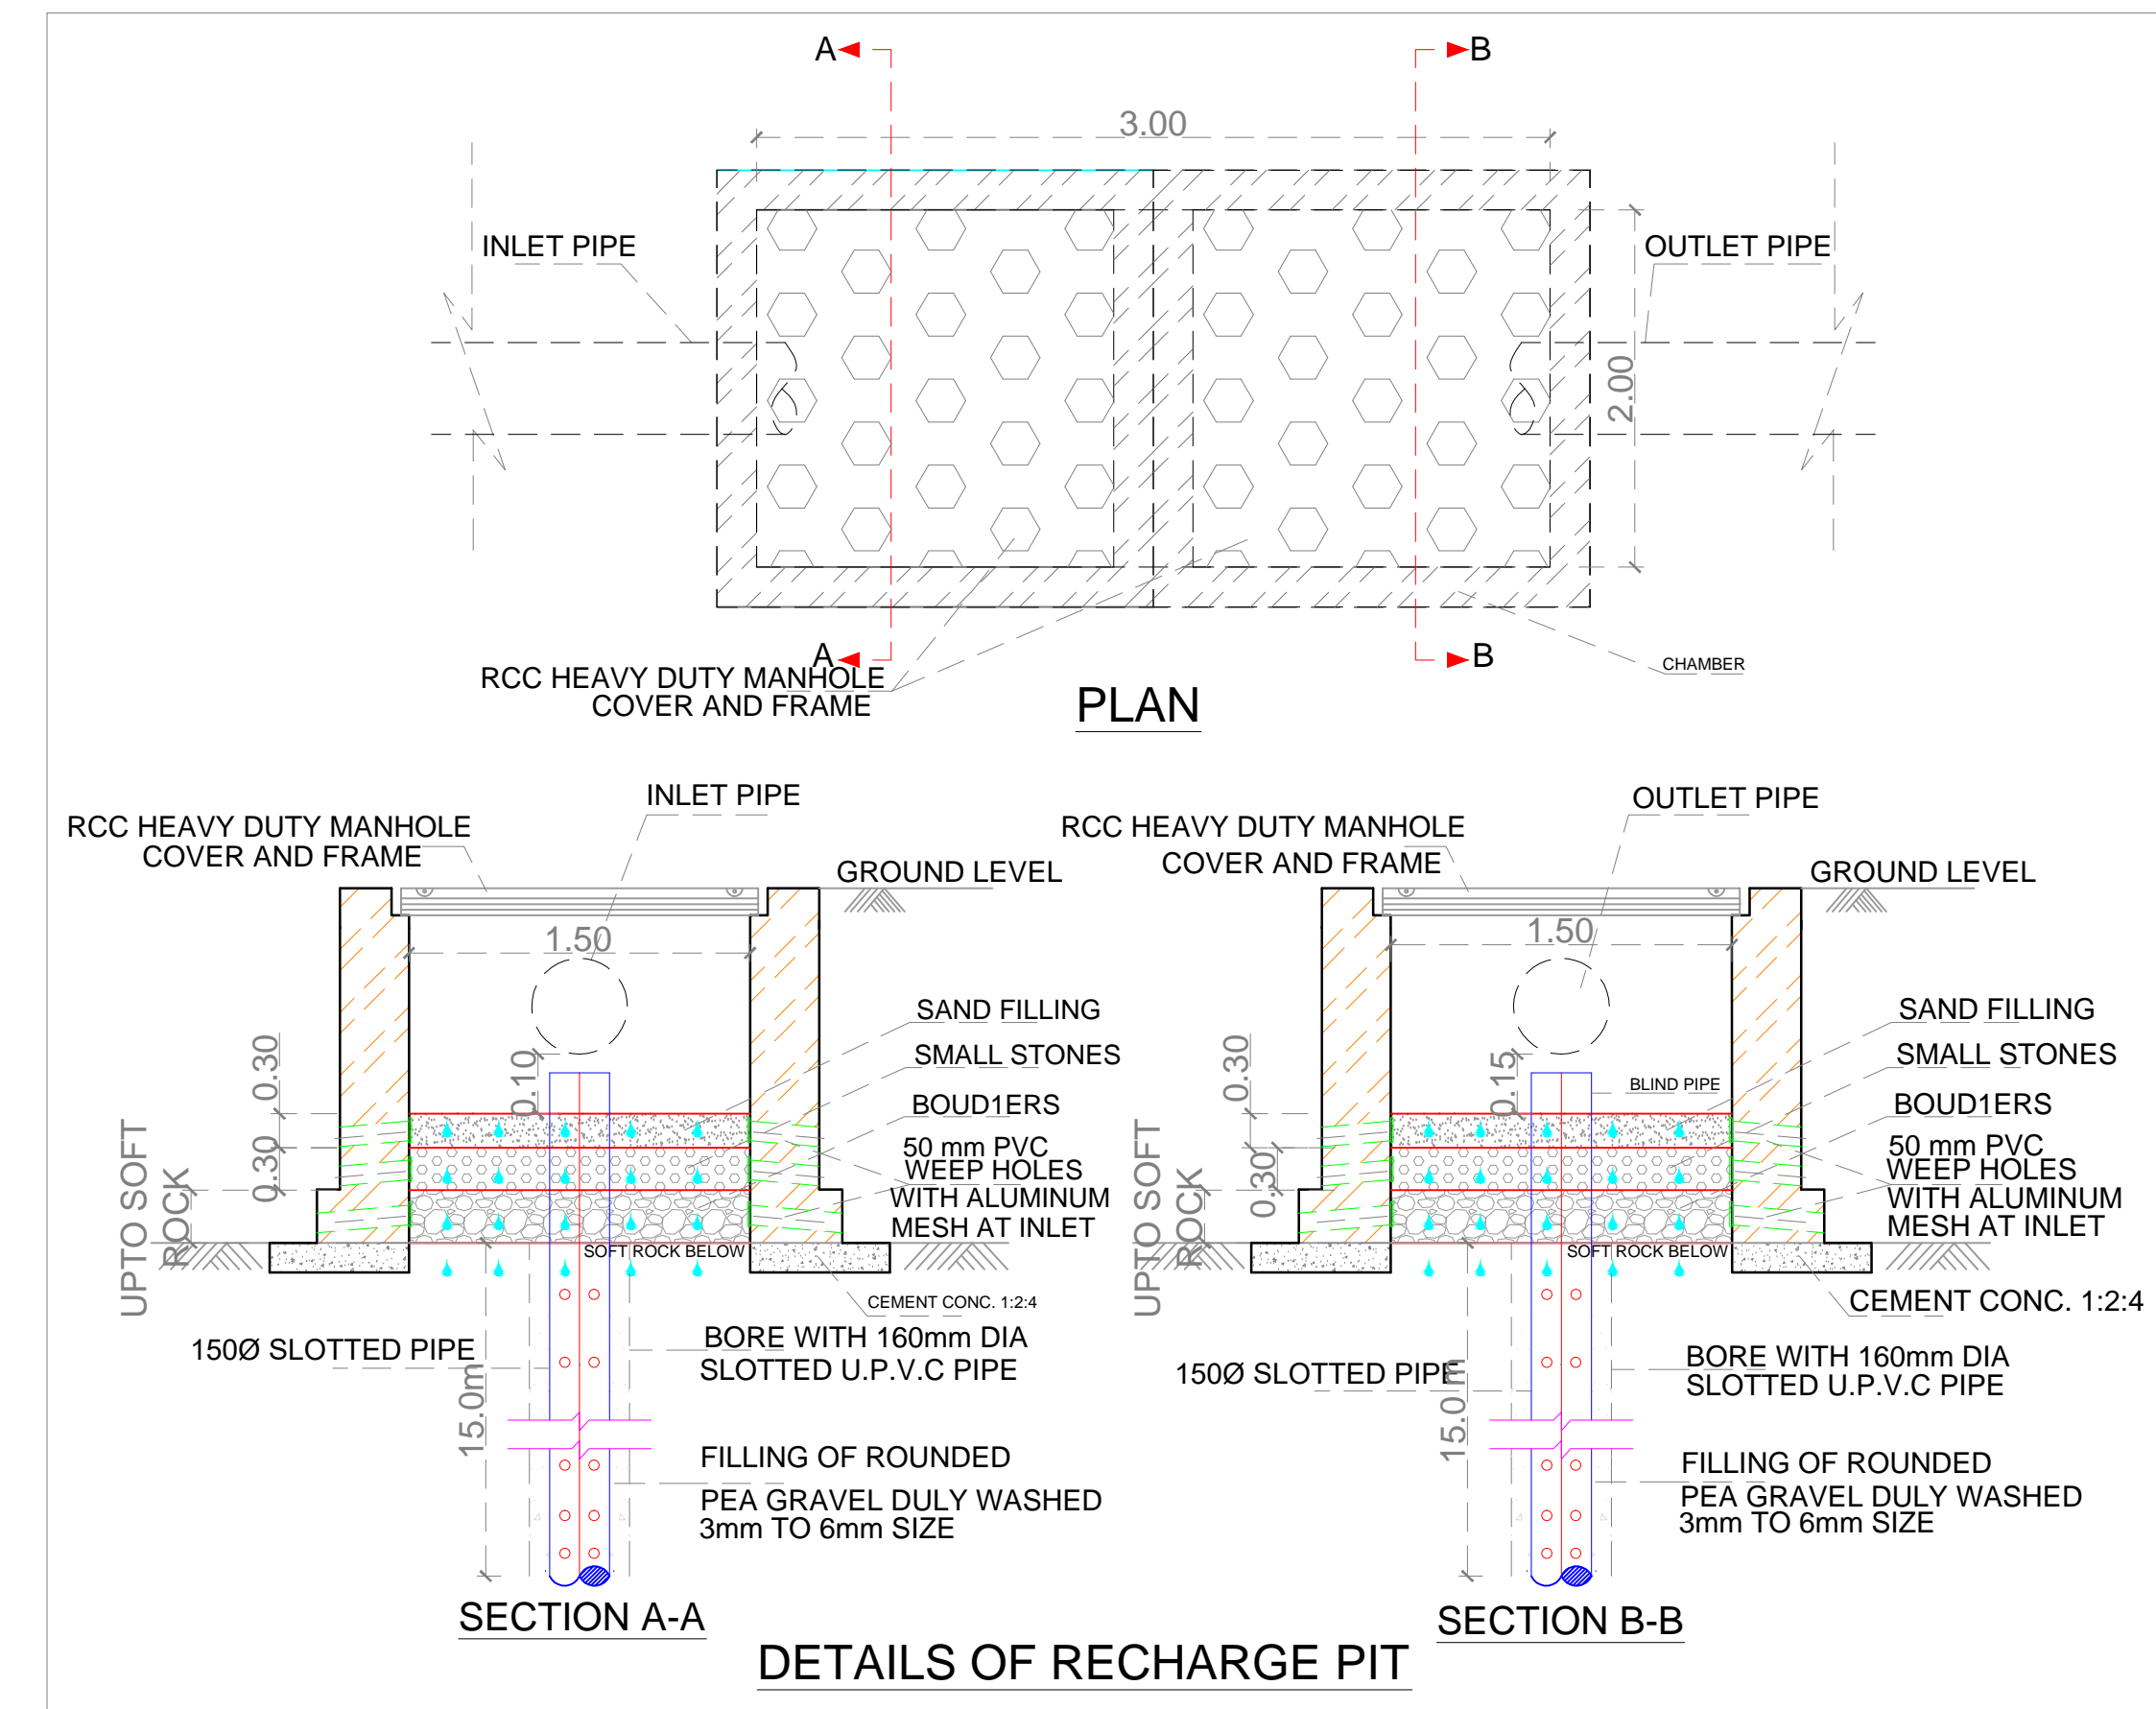 A
B
3.00
INLET PIPE
OUTLET PIPE
2.00
A
B
RCC HEAVY DUTY MANHOLE
COVER AND FRAME
CHAMBER
PLAN
INLET PIPE
RCC HEAVY DUTY MANHOLE
COVER AND FRAME
GROUND LEVEL
1.50
SAND FILLING
SMALL STONES
BOUD1ERS
50 mm PVC
WEEP HOLES
WITH ALUMINUM
MESH AT INLET
0.30
0.10
0.30
UPTO SOFT
ROCK
SOFT ROCK BELOW
CEMENT CONC. 1:2:4
150Ø SLOTTED PIPE
BORE WITH 160mm DIA
SLOTTED U.P.V.C PIPE
15.0m
FILLING OF ROUNDED
PEA GRAVEL DULY WASHED
3mm TO 6mm SIZE
SECTION A-A
OUTLET PIPE
RCC HEAVY DUTY MANHOLE
COVER AND FRAME
GROUND LEVEL
1.50
SAND FILLING
SMALL STONES
BLIND PIPE
BOUD1ERS
50 mm PVC
WEEP HOLES
WITH ALUMINUM
MESH AT INLET
0.30
0.15
0.30
UPTO SOFT
ROCK
SOFT ROCK BELOW
CEMENT CONC. 1:2:4
150Ø SLOTTED PIPE
BORE WITH 160mm DIA
SLOTTED U.P.V.C PIPE
15.0m
FILLING OF ROUNDED
PEA GRAVEL DULY WASHED
3mm TO 6mm SIZE
SECTION B-B
DETAILS OF RECHARGE PIT